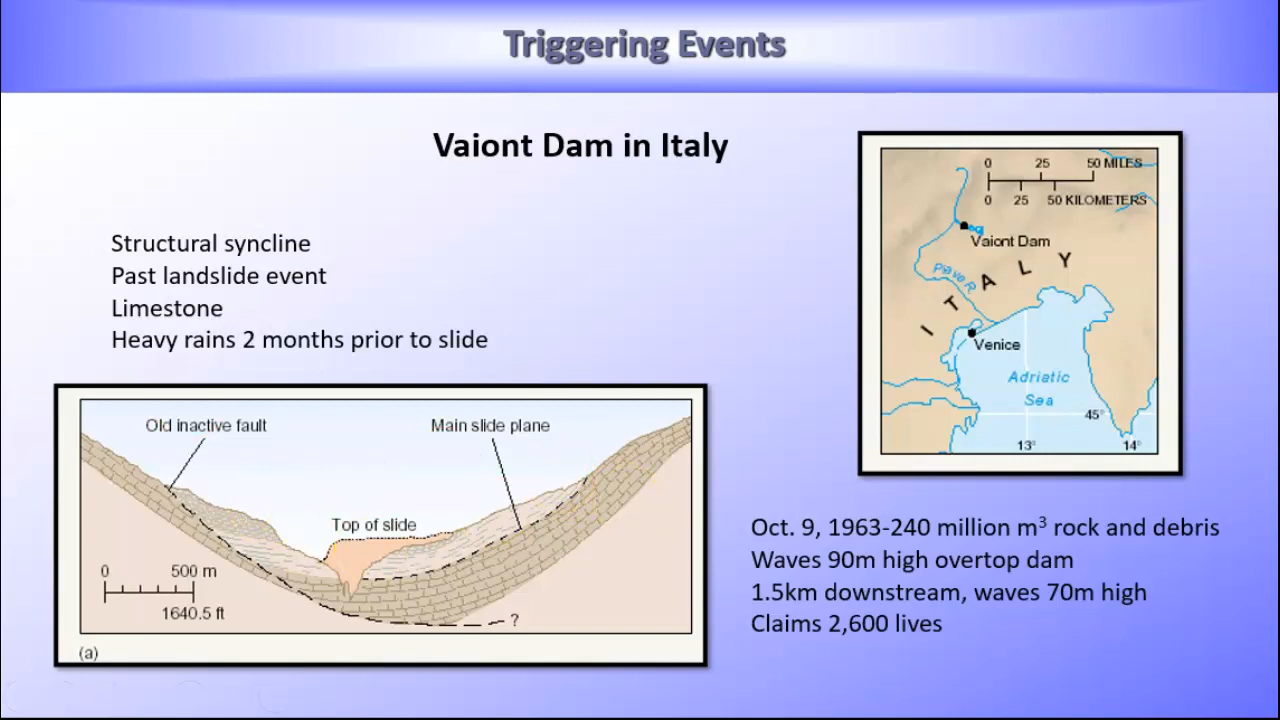 Triggering Events
Vaiont Dam in Italy
Structural syncline
Past landslide event
Limestone
Heavy rains 2 months prior to slide
0 25 50 MILES
0 25 50 KILOMETERS
Vaiont Dam
Piave R.
ITALY
Venice
Adriatic
Sea
45°
13° 14°
Old inactive fault
Main slide plane
Top of slide
0 500 m
1640.5 ft
?
(a)
Oct. 9, 1963-240 million m³ rock and debris
Waves 90m high overtop dam
1.5km downstream, waves 70m high
Claims 2,600 lives